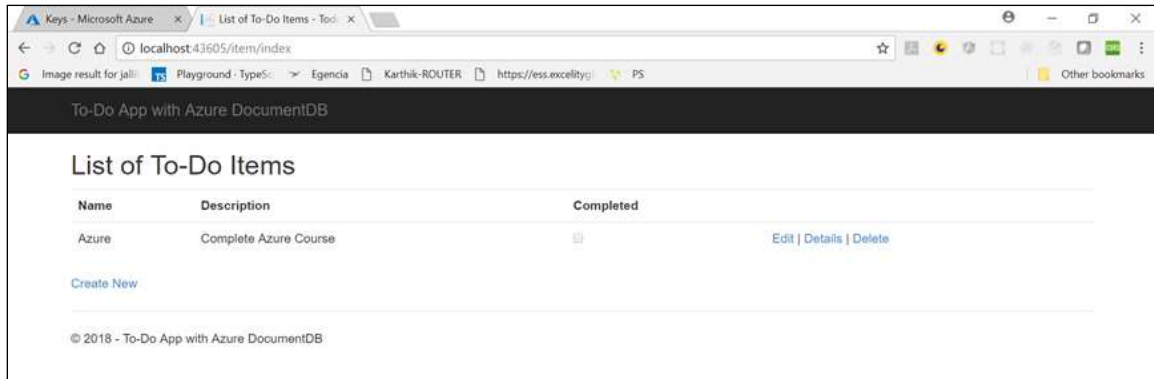 Keys - Microsoft Azure
List of To-Do Items - Tod
localhost:43605/item/index
Image result for jalli
TS Playground - TypeSc
Egencia
Karthik-ROUTER
https://ess.excelityg
PS
Other bookmarks
To-Do App with Azure DocumentDB
List of To-Do Items
Name Description Completed
Azure Complete Azure Course Edit | Details | Delete
Create New
© 2018 - To-Do App with Azure DocumentDB